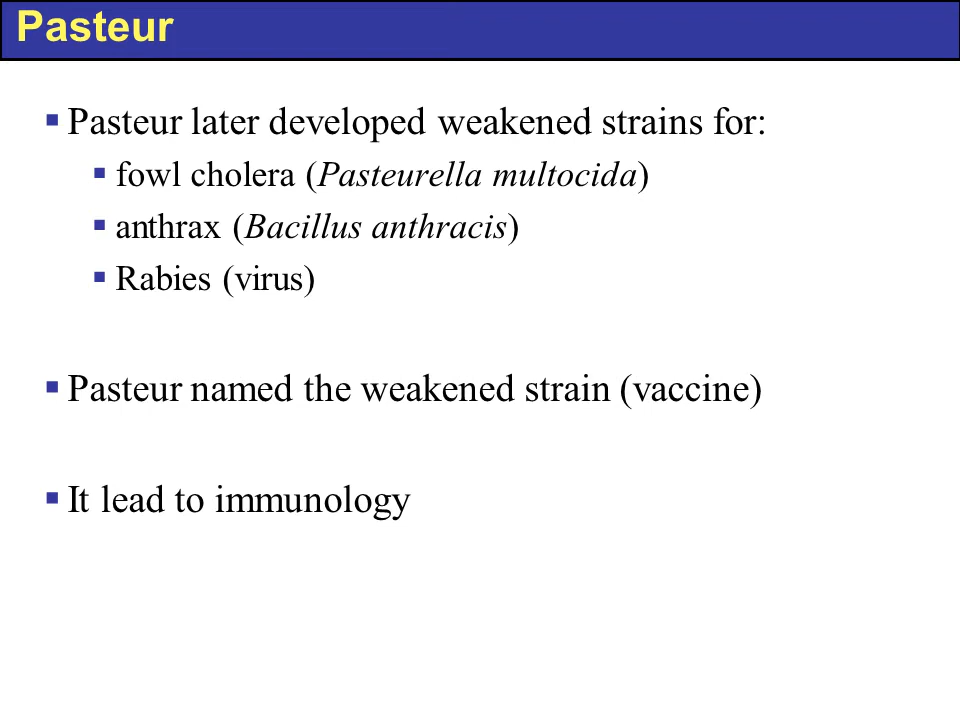 Pasteur
▪ Pasteur later developed weakened strains for:
▪ fowl cholera (Pasteurella multocida)
▪ anthrax (Bacillus anthracis)
▪ Rabies (virus)
▪ Pasteur named the weakened strain (vaccine)
▪ It lead to immunology